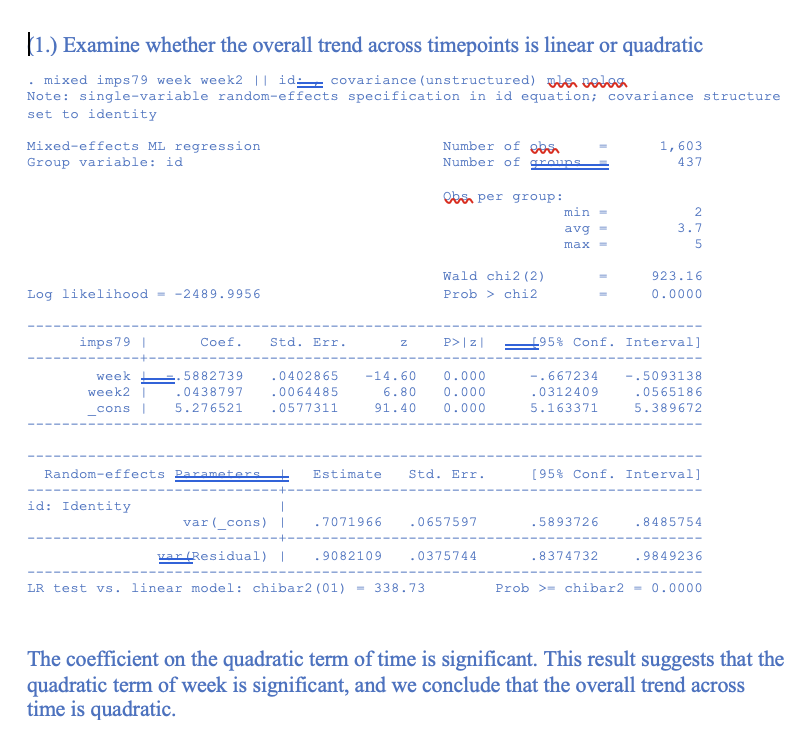 (1.) Examine whether the overall trend across timepoints is linear or quadratic
. mixed imps79 week week2 || id: , covariance(unstructured) mle nolog
Note: single-variable random-effects specification in id equation; covariance structure
set to identity
Mixed-effects ML regression Number of obs = 1,603
Group variable: id Number of groups = 437
Obs per group:
min = 2
avg = 3.7
max = 5
Wald chi2(2) = 923.16
Log likelihood = -2489.9956 Prob > chi2 = 0.0000
------------------------------------------------------------------------------
imps79 | Coef. Std. Err. z P>|z| [95% Conf. Interval]
-------------+----------------------------------------------------------------
week | -.5882739 .0402865 -14.60 0.000 -.667234 -.5093138
week2 | .0438797 .0064485 6.80 0.000 .0312409 .0565186
_cons | 5.276521 .0577311 91.40 0.000 5.163371 5.389672
------------------------------------------------------------------------------
------------------------------------------------------------------------------
Random-effects Parameters | Estimate Std. Err. [95% Conf. Interval]
-----------------------------+------------------------------------------------
id: Identity |
var(_cons) | .7071966 .0657597 .5893726 .8485754
-----------------------------+------------------------------------------------
var(Residual) | .9082109 .0375744 .8374732 .9849236
------------------------------------------------------------------------------
LR test vs. linear model: chibar2(01) = 338.73 Prob >= chibar2 = 0.0000
The coefficient on the quadratic term of time is significant. This result suggests that the
quadratic term of week is significant, and we conclude that the overall trend across
time is quadratic.